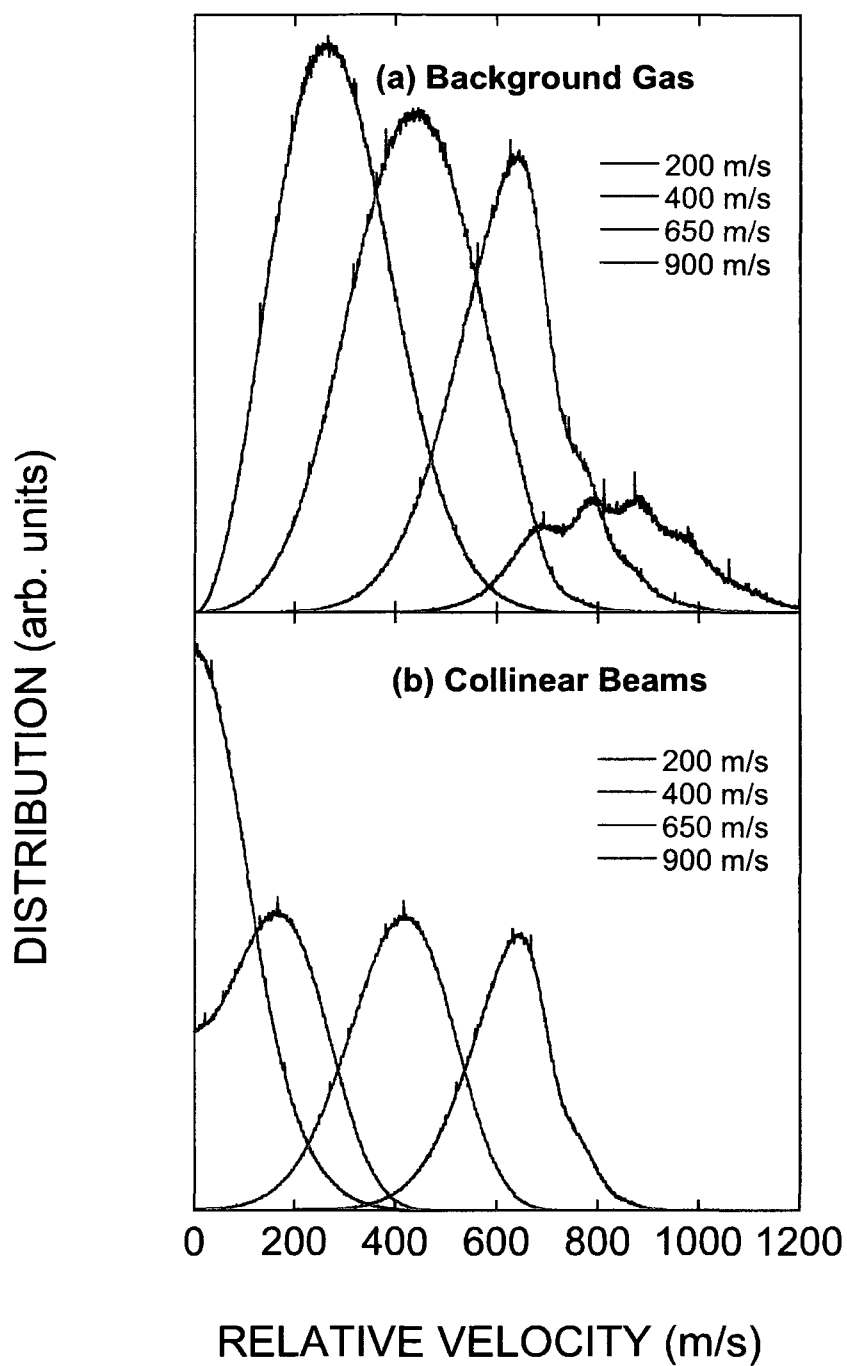 (a) Background Gas
200 m/s
400 m/s
650 m/s
900 m/s
(b) Collinear Beams
200 m/s
400 m/s
650 m/s
900 m/s
DISTRIBUTION (arb. units)
0 200 400 600 800 1000 1200
RELATIVE VELOCITY (m/s)